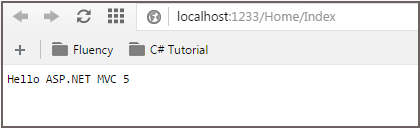 localhost:1233/Home/Index
Fluency C# Tutorial
Hello ASP.NET MVC 5